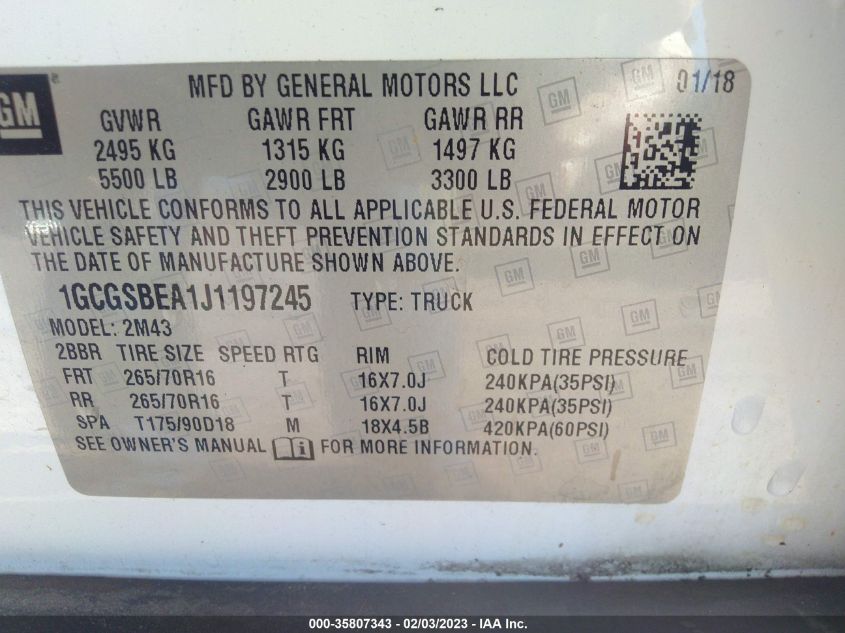 GM
MFD BY GENERAL MOTORS LLC 01/18
GVWR GAWR FRT GAWR RR
2495 KG 1315 KG 1497 KG
5500 LB 2900 LB 3300 LB
THIS VEHICLE CONFORMS TO ALL APPLICABLE U.S. FEDERAL MOTOR
VEHICLE SAFETY AND THEFT PREVENTION STANDARDS IN EFFECT ON
THE DATE OF MANUFACTURE SHOWN ABOVE.
1GCGSBEA1J1197245 TYPE: TRUCK
MODEL: 2M43
2BBR TIRE SIZE SPEED RTG RIM COLD TIRE PRESSURE
FRT 265/70R16 T 16X7.0J 240KPA(35PSI)
RR 265/70R16 T 16X7.0J 240KPA(35PSI)
SPA T175/90D18 M 18X4.5B 420KPA(60PSI)
SEE OWNER'S MANUAL i FOR MORE INFORMATION.
000-35807343 - 02/03/2023 - © IAA Inc.